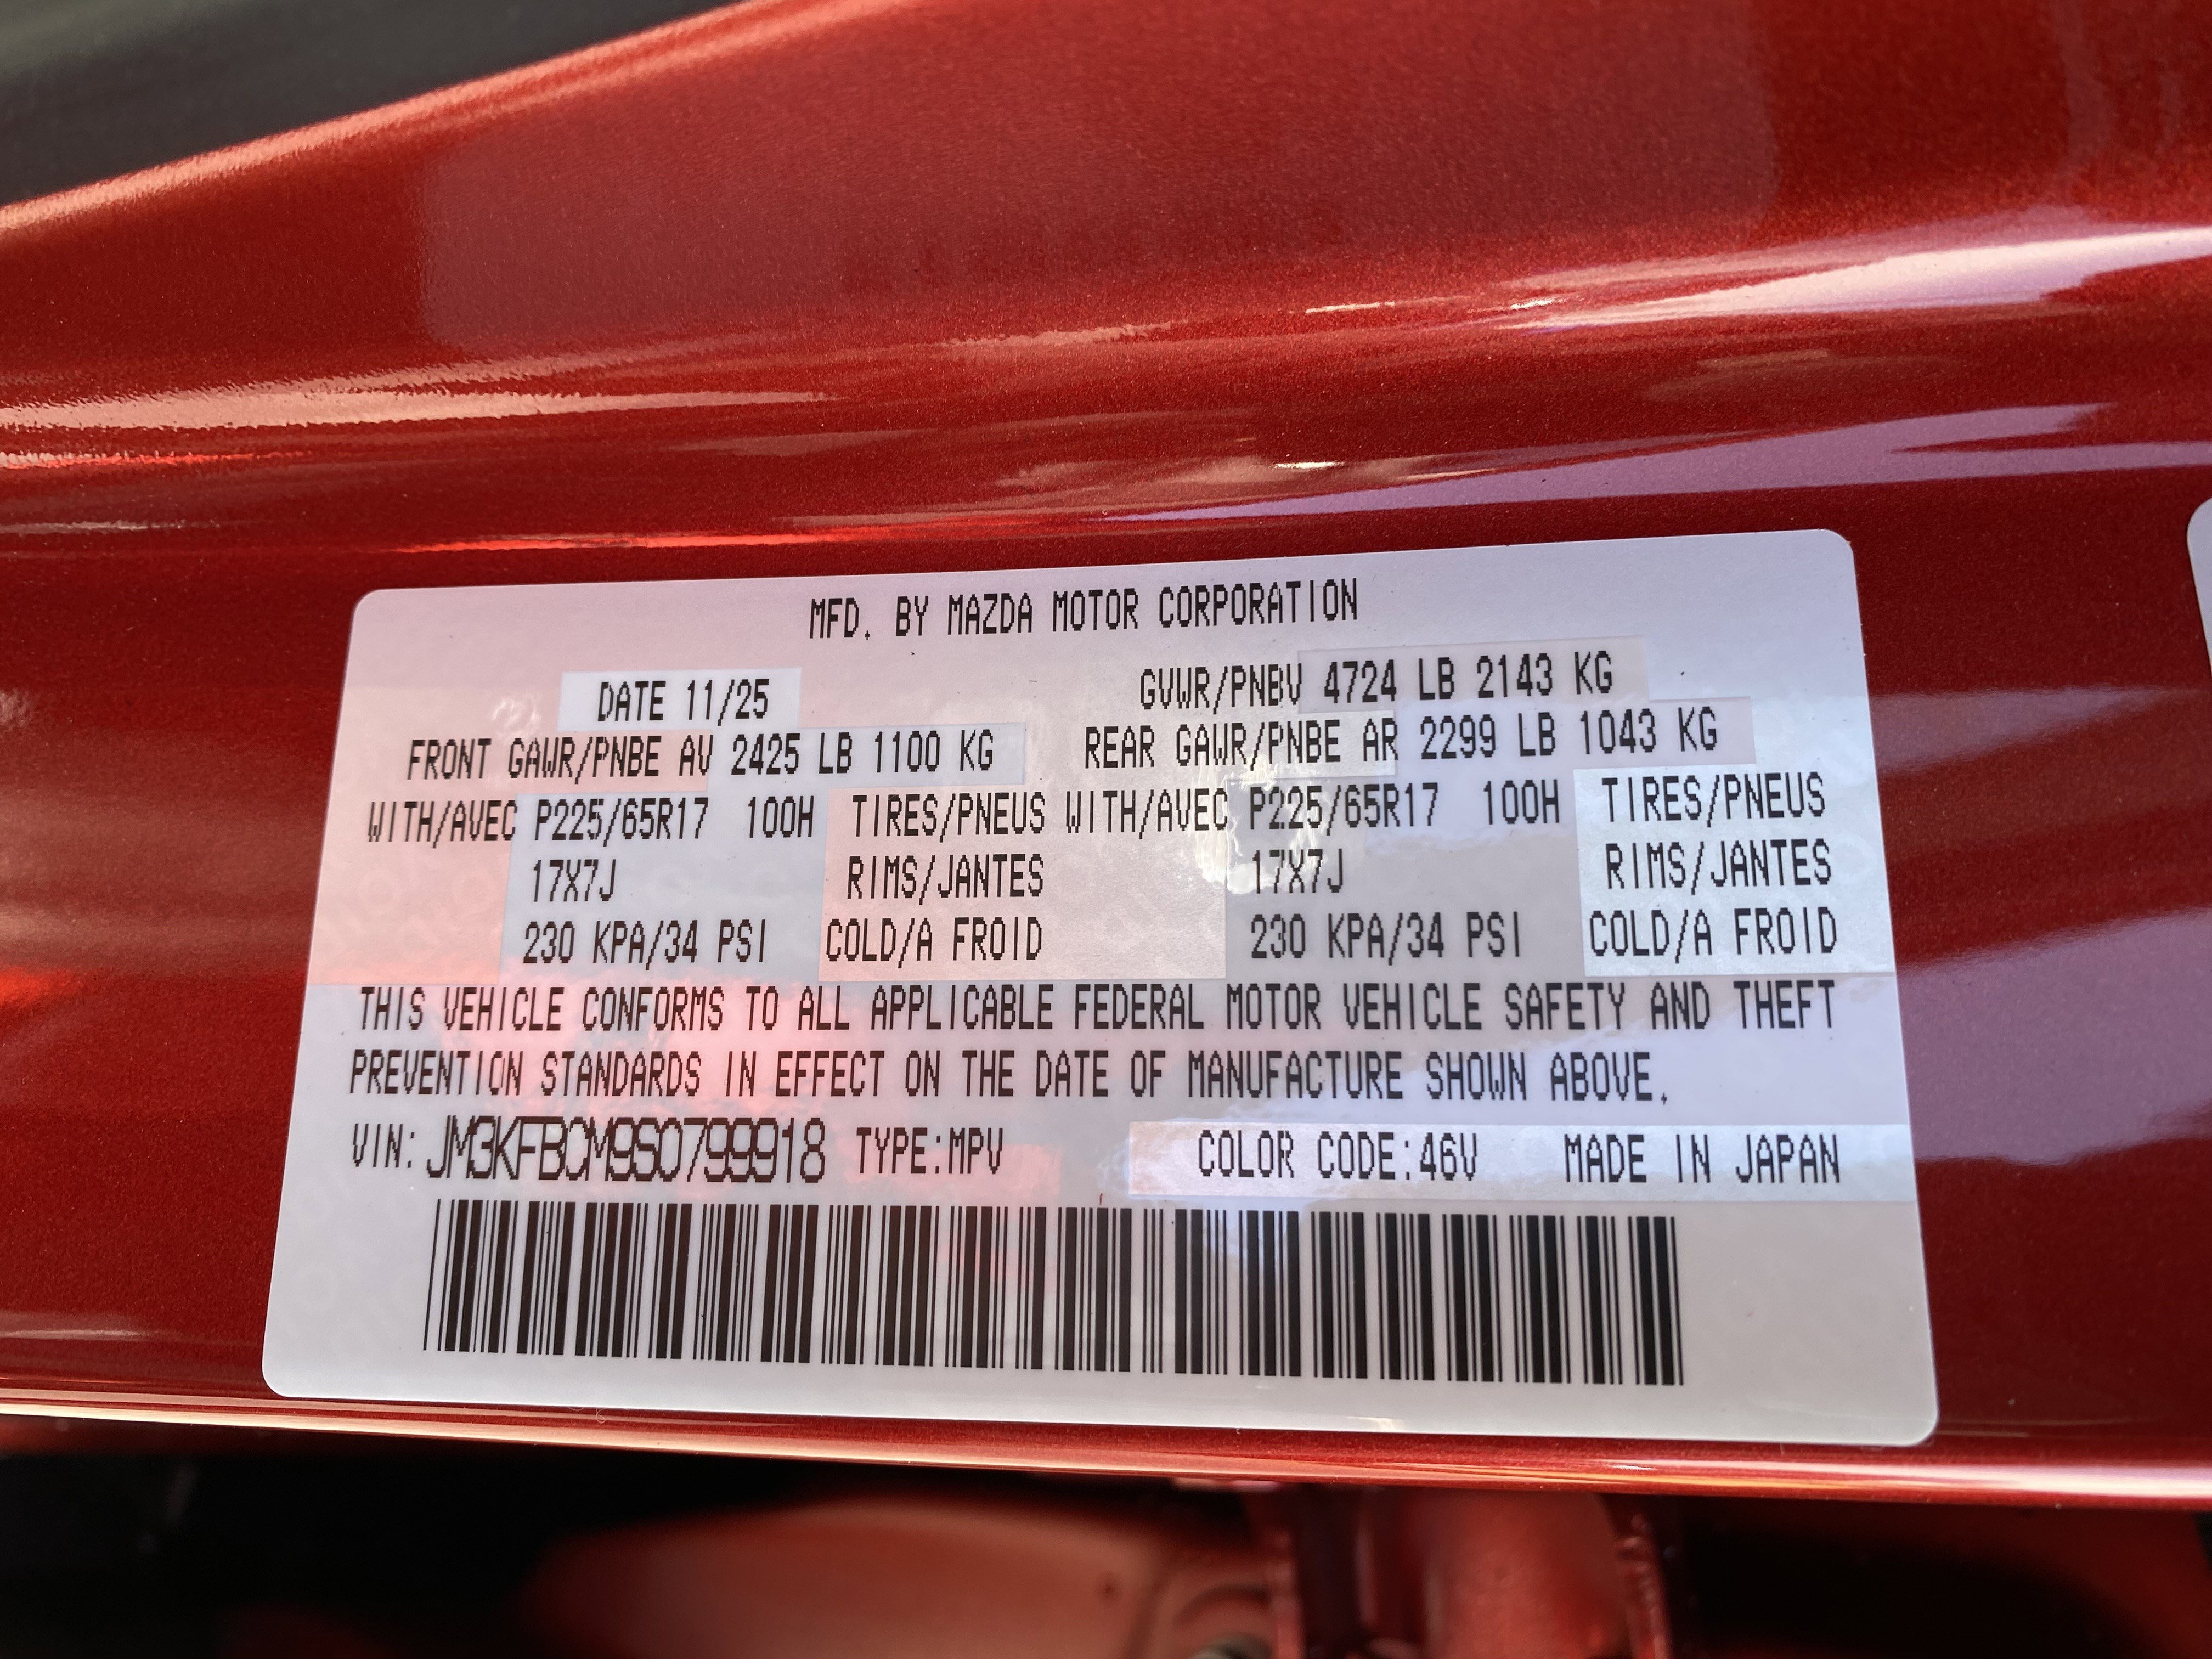 MFD. BY MAZDA MOTOR CORPORATION
DATE 11/25 GVWR/PNBV 4724 LB 2143 KG
FRONT GAWR/PNBE AV 2425 LB 1100 KG REAR GAWR/PNBE AR 2299 LB 1043 KG
WITH/AVEC P225/65R17 100H TIRES/PNEUS WITH/AVEC P225/65R17 100H TIRES/PNEUS
17X7J RIMS/JANTES 17X7J RIMS/JANTES
230 KPA/34 PSI COLD/A FROID 230 KPA/34 PSI COLD/A FROID
THIS VEHICLE CONFORMS TO ALL APPLICABLE FEDERAL MOTOR VEHICLE SAFETY AND THEFT
PREVENTION STANDARDS IN EFFECT ON THE DATE OF MANUFACTURE SHOWN ABOVE.
VIN: JM3KFBCM9S0799918 TYPE:MPV COLOR CODE:46V MADE IN JAPAN